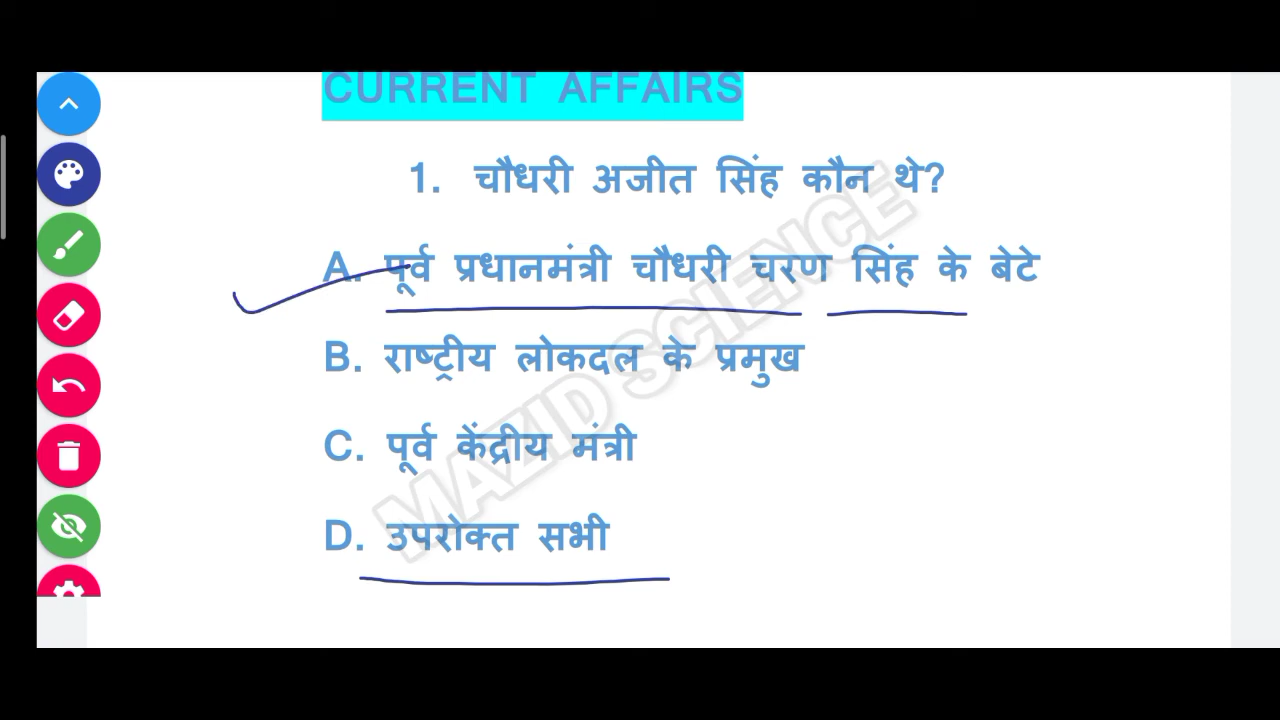 CURRENT AFFAIRS
1. चौधरी अजीत सिंह कौन थे?
A. पूर्व प्रधानमंत्री चौधरी चरण सिंह के बेटे
B. राष्ट्रीय लोकदल के प्रमुख
C. पूर्व केंद्रीय मंत्री
D. उपरोक्त सभी
MAZID SCIENCE